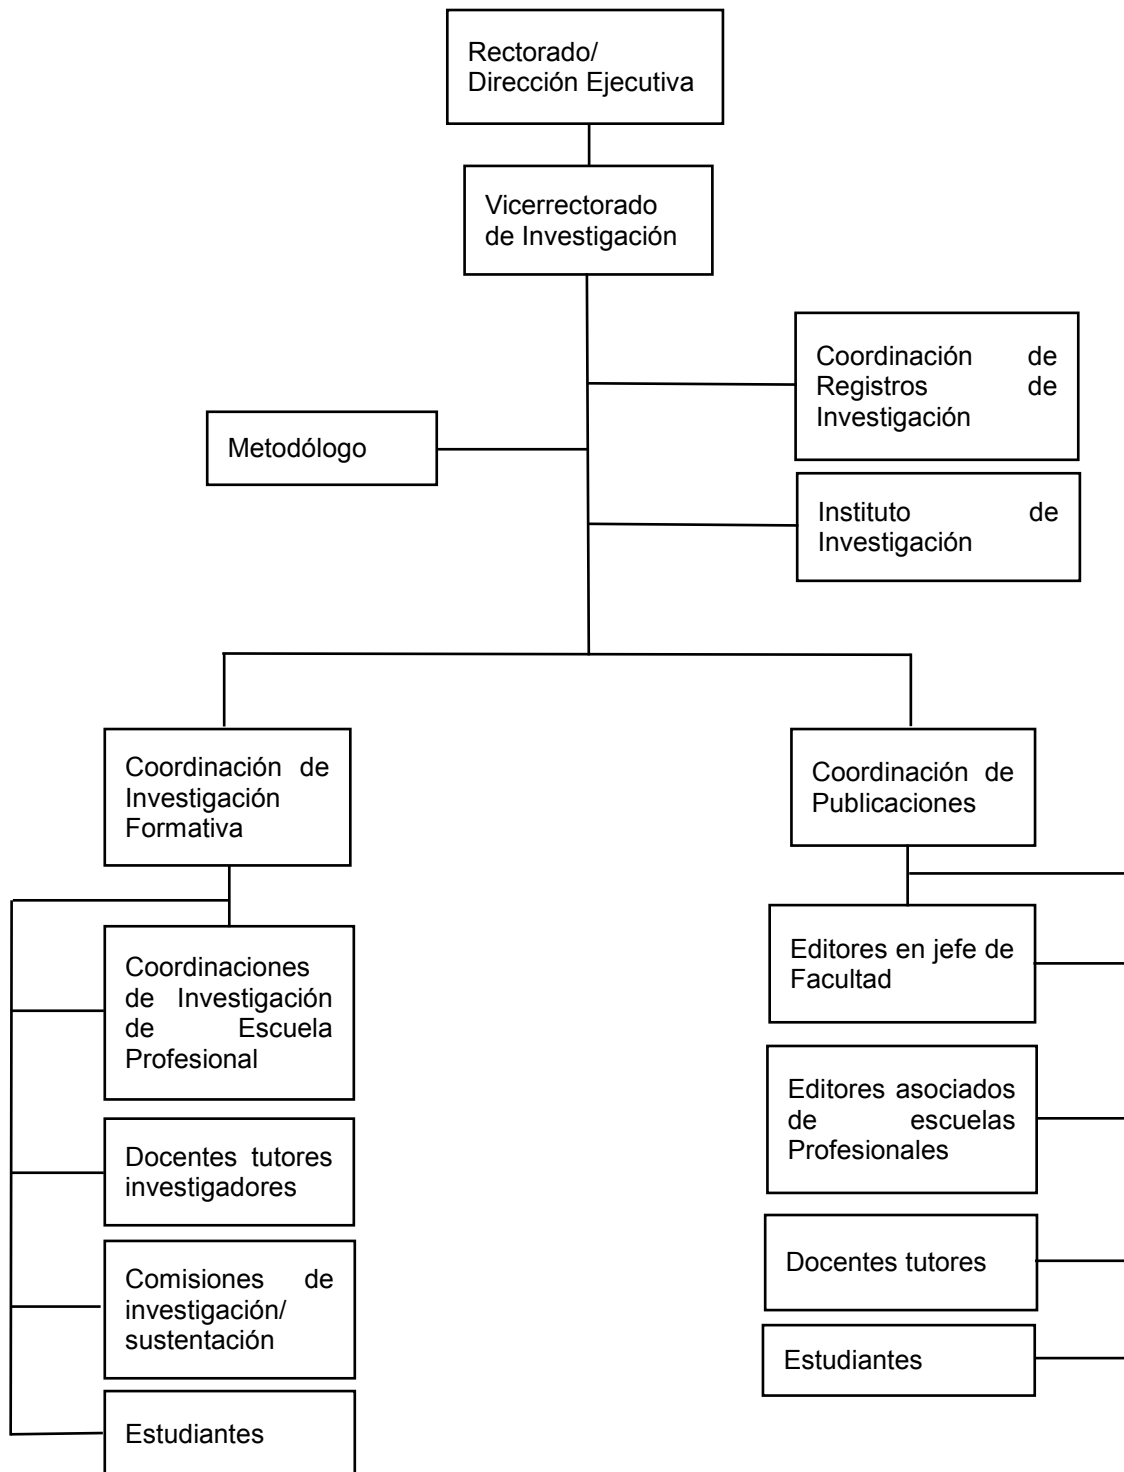 Rectorado/
Dirección Ejecutiva
Vicerrectorado
de Investigación
Coordinación de
Registros de
Investigación
Metodólogo
Instituto de
Investigación
Coordinación de
Investigación
Formativa
Coordinación de
Publicaciones
Coordinaciones
de Investigación
de Escuela
Profesional
Docentes tutores
investigadores
Comisiones de
investigación/
sustentación
Estudiantes
Editores en jefe de
Facultad
Editores asociados
de escuelas
Profesionales
Docentes tutores
Estudiantes